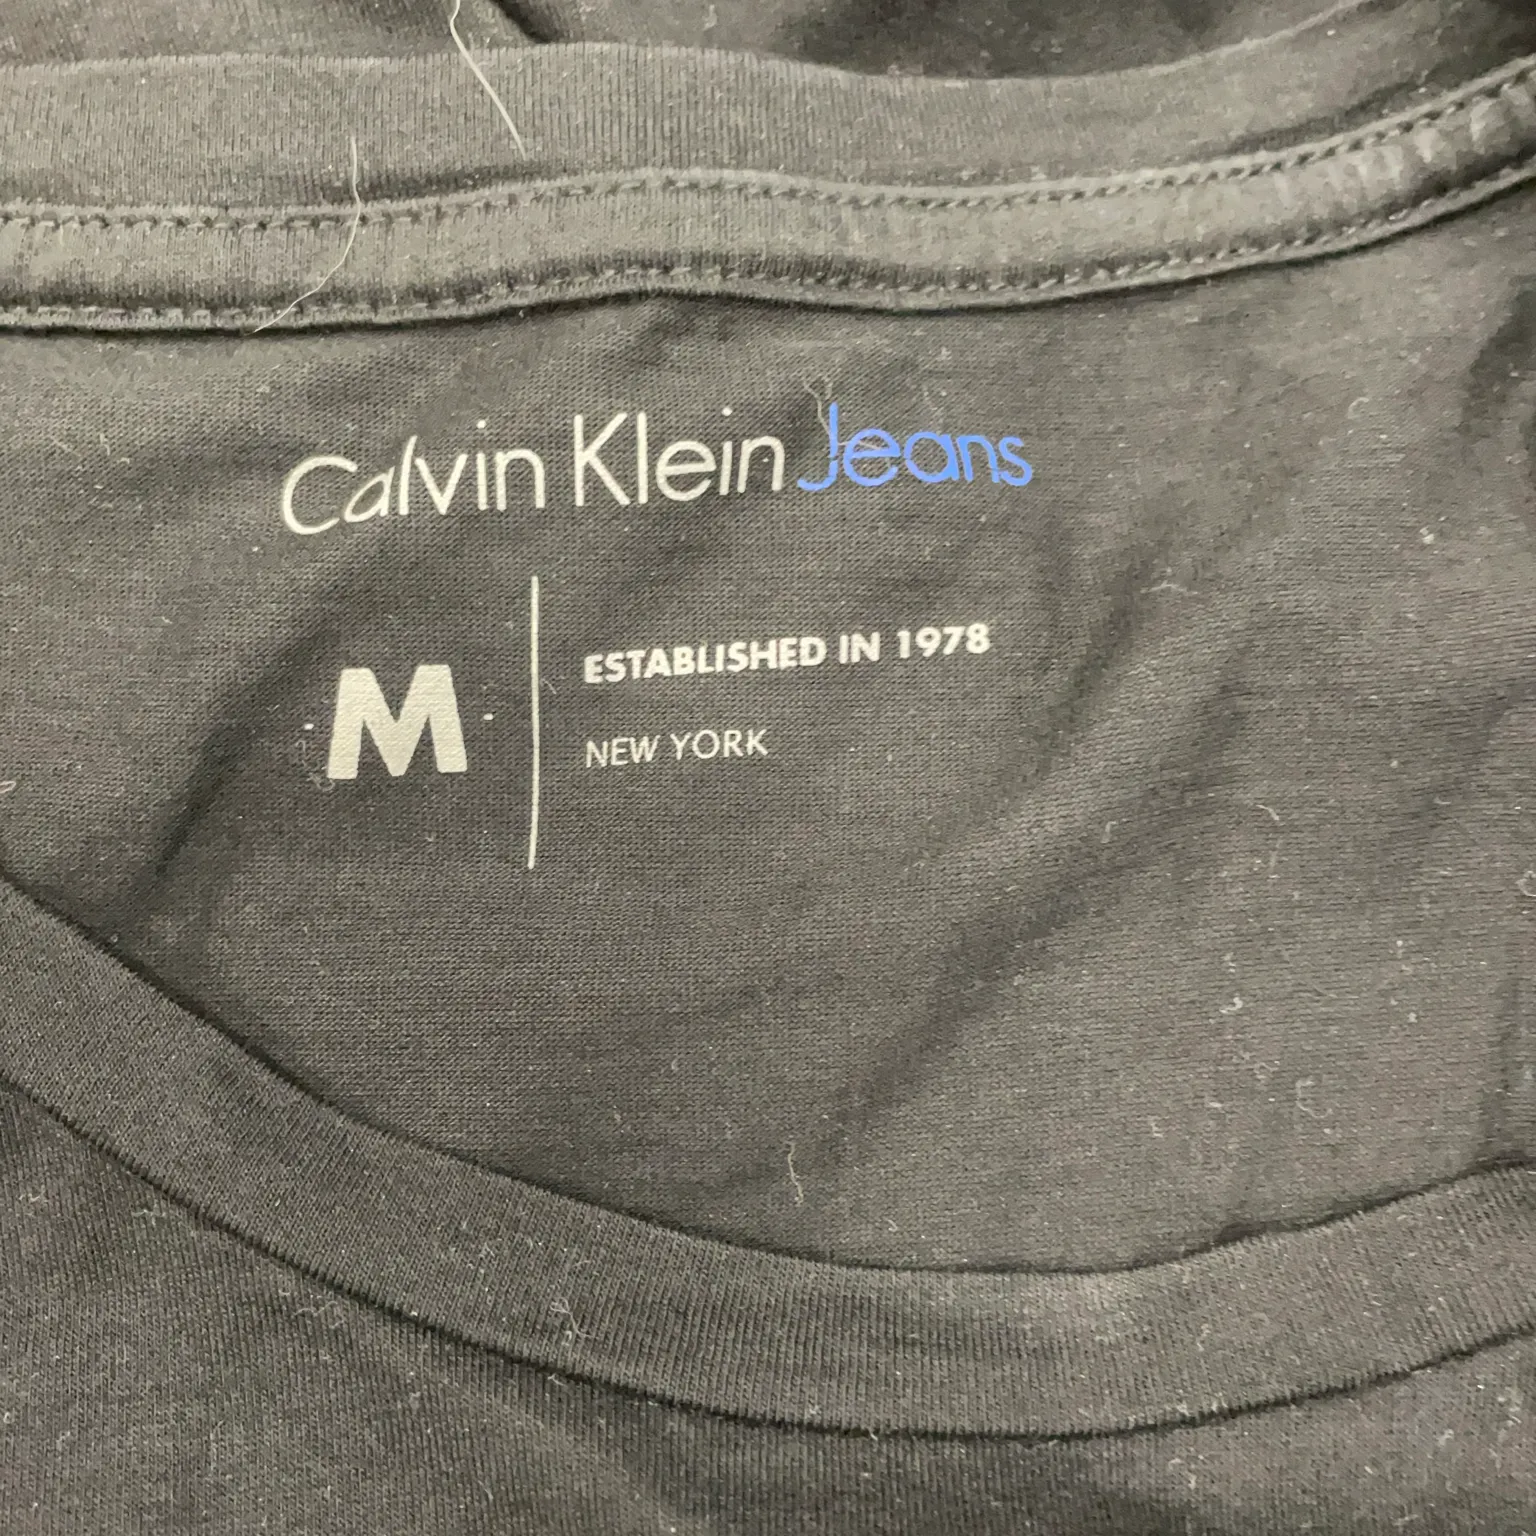 Calvin Klein Jeans
M
ESTABLISHED IN 1978
NEW YORK